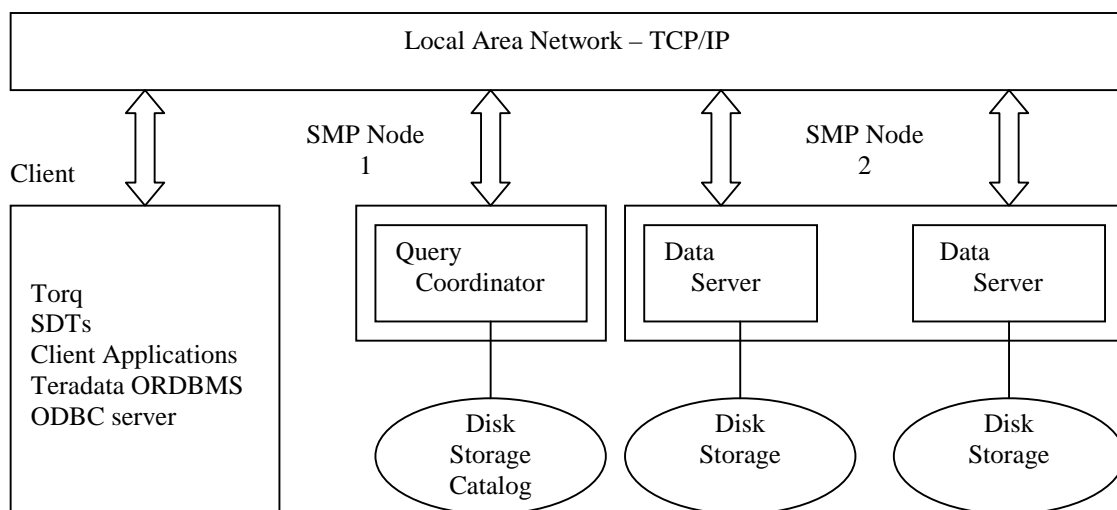 Local Area Network – TCP/IP
SMP Node
1
SMP Node
2
Client
Torq
SDTs
Client Applications
Teradata ORDBMS
ODBC server
Query
Coordinator
Data
Server
Data
Server
Disk
Storage
Catalog
Disk
Storage
Disk
Storage